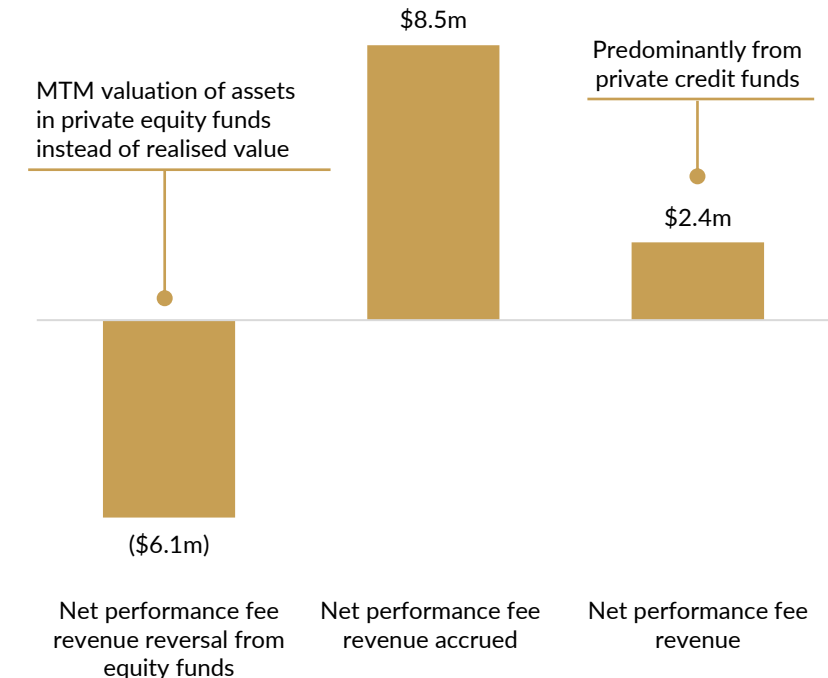 $8.5m
Predominantly from
private credit funds
MTM valuation of assets
in private equity funds
instead of realised value
$2.4m
($6.1m)
Net performance fee
revenue reversal from
equity funds
Net performance fee
revenue accrued
Net performance fee
revenue